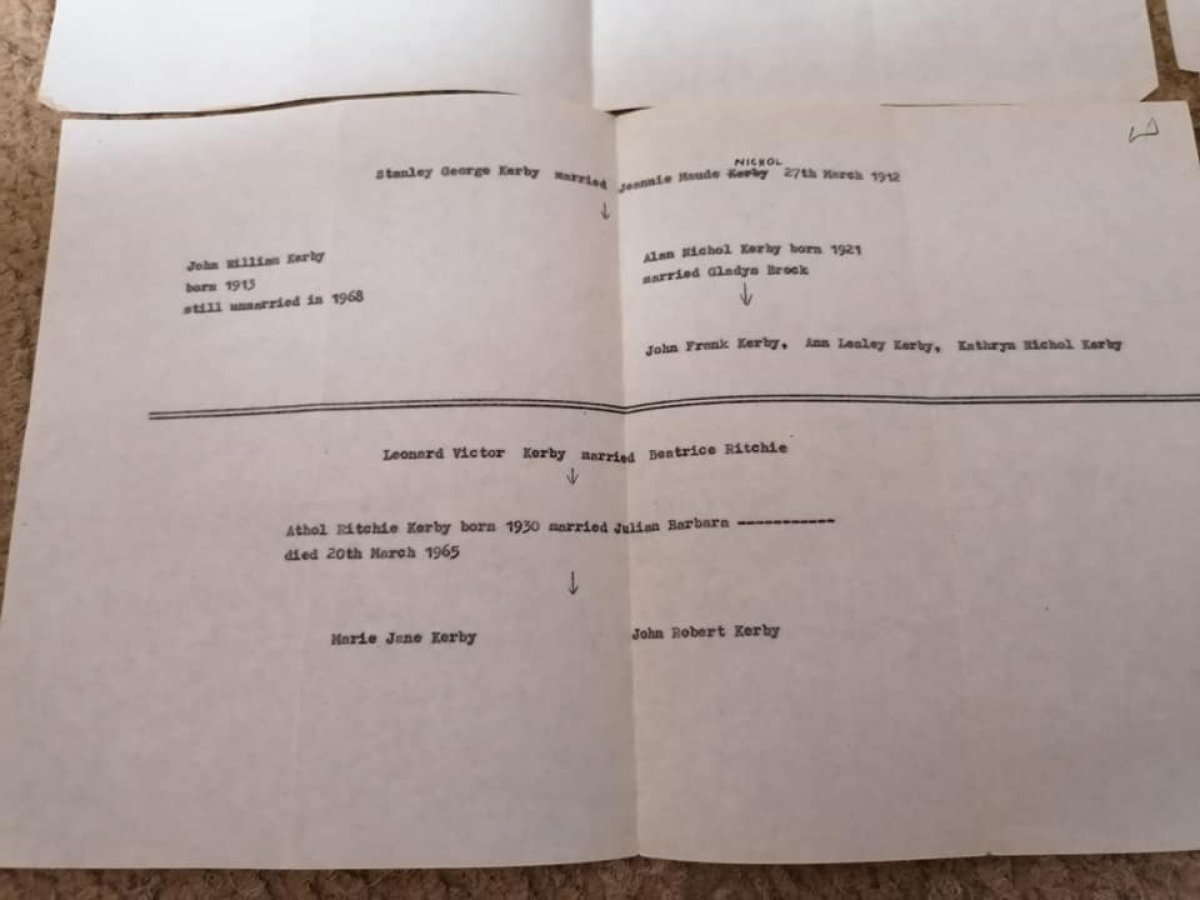 NICHOL
Stanley George Kerby married Jeannie Maude Kerby 27th March 1912
John William Kerby
born 1913
still unmarried in 1968
Alan Nichol Kerby born 1921
married Gladys Brock
John Frank Kerby, Ann Lesley Kerby, Kathryn Nichol Kerby
Leonard Victor Kerby married Beatrice Ritchie
Athol Ritchie Kerby born 1930 married Julian Barbara -----------
died 20th March 1965
Marie Jane Kerby
John Robert Kerby